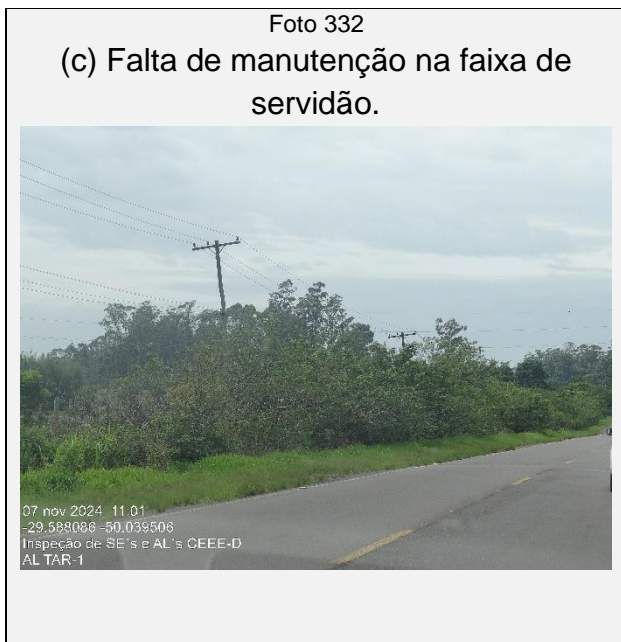 Foto 332
(c) Falta de manutenção na faixa de
servidão.
07 nov 2024 11:01
-29.588086 -50.039506
Inspeção de SE's e AL's CEEE-D
AL TAR-1